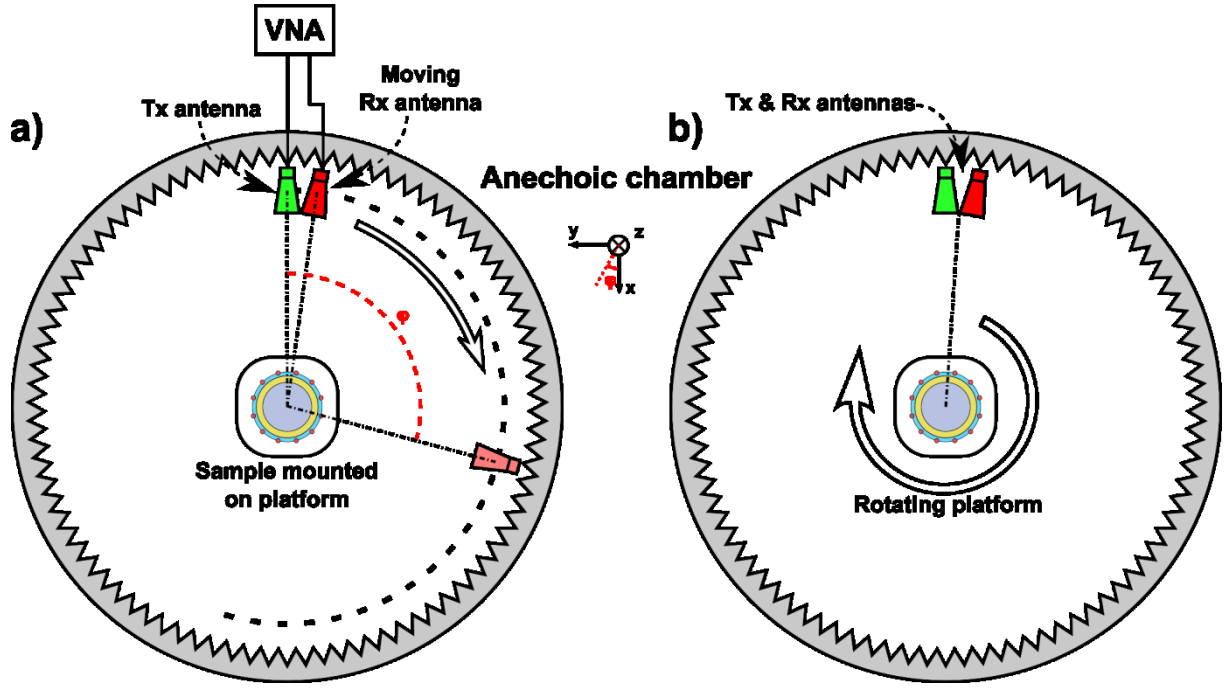 VNA
Moving
Tx antenna Rx antenna
a)
Tx & Rx antennas
b)
Anechoic chamber
y z
φ x
φ
Sample mounted
on platform
Rotating platform